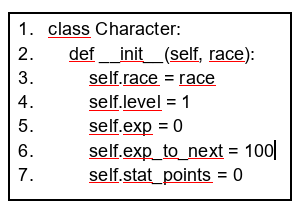 1. class Character:
2. def __init__(self, race):
3. self.race = race
4. self.level = 1
5. self.exp = 0
6. self.exp_to_next = 100
7. self.stat_points = 0